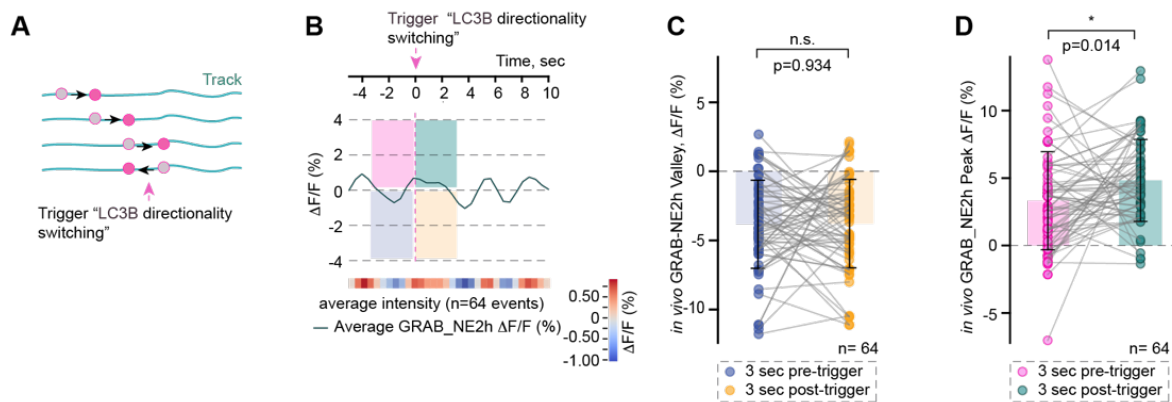 A
Track
Trigger “LC3B directionality
switching”
B
Trigger “LC3B directionality
switching”
Time, sec
-4 -2 0 2 4 6 8 10
ΔF/F (%)
4
2
0
-2
-4
average intensity (n=64 events)
Average GRAB_NE2h ΔF/F (%)
0.50
0.00
-0.50
-1.00
ΔF/F (%)
C
n.s.
p=0.934
in vivo GRAB-NE2h Valley, ΔF/F (%)
5
0
-5
-10
n= 64
3 sec pre-trigger
3 sec post-trigger
D
*
p=0.014
in vivo GRAB_NE2h Peak ΔF/F (%)
10
5
0
-5
n= 64
3 sec pre-trigger
3 sec post-trigger